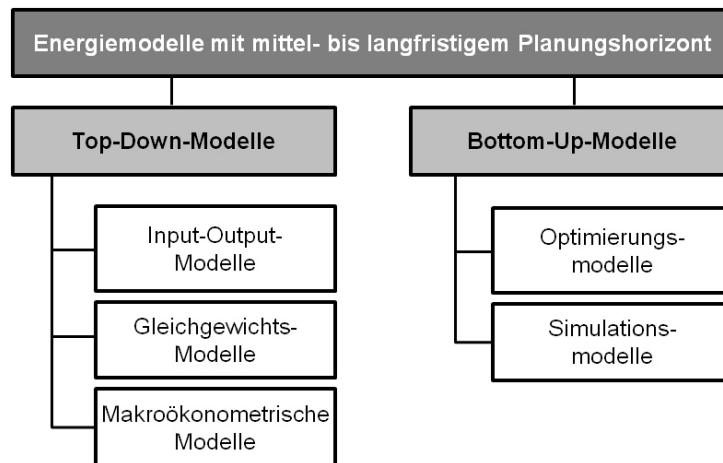 Energiemodelle mit mittel- bis langfristigem Planungshorizont
Top-Down-Modelle
Input-Output-
Modelle
Gleichgewichts-
Modelle
Makroökonometrische
Modelle
Bottom-Up-Modelle
Optimierungs-
modelle
Simulations-
modelle